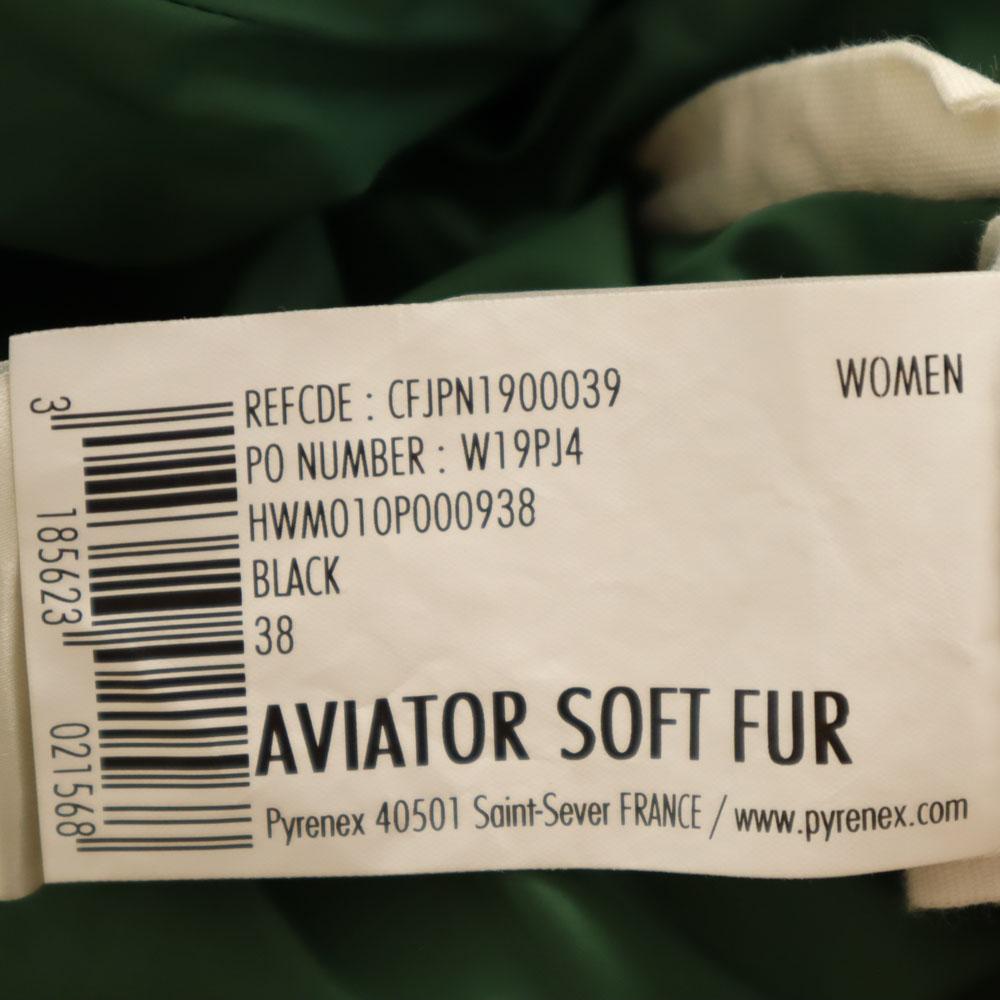 WOMEN
REFCDE : CFJPN1900039
PO NUMBER : W19PJ4
HWM010P000938
BLACK
38
AVIATOR SOFT FUR
Pyrenex 40501 Saint-Sever FRANCE / www.pyrenex.com
3 185623 021568